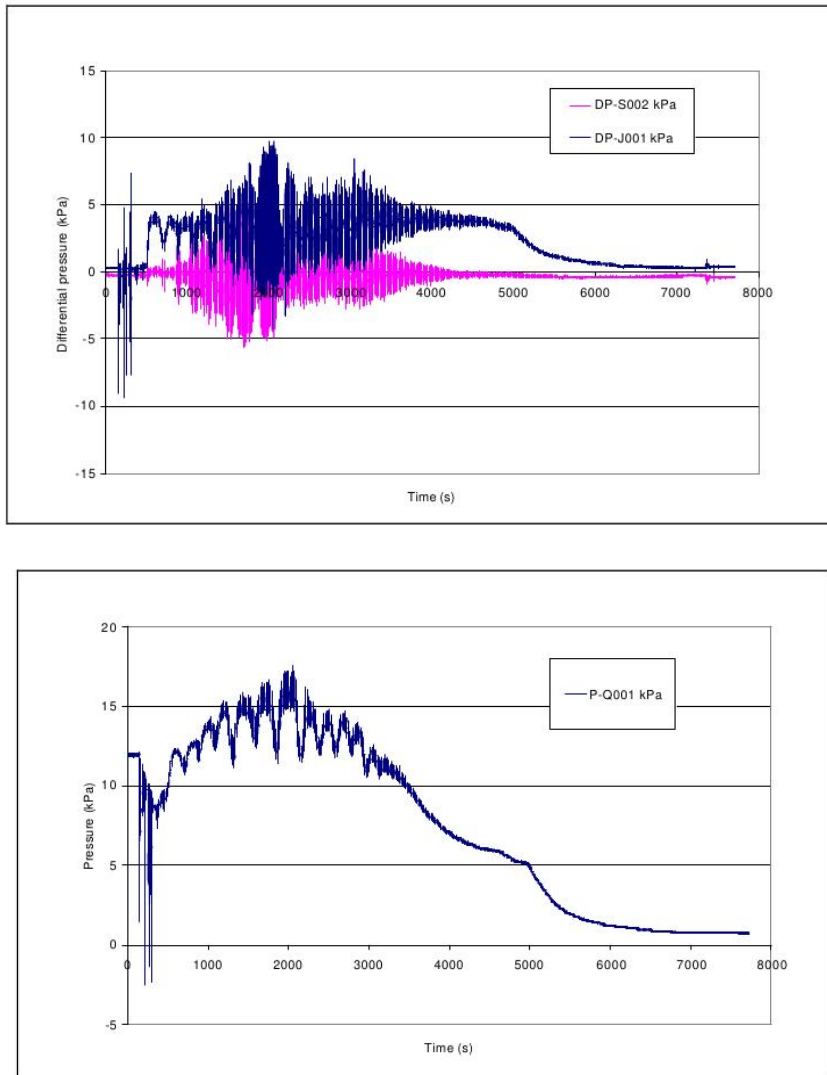 15
DP-S002 kPa
10
DP-J001 kPa
5
0
0 1000 2000 3000 4000 5000 6000 7000 8000
-5
-10
-15
Differential pressure (kPa)
Time (s)
20
15
P-Q001 kPa
10
5
0
0 1000 2000 3000 4000 5000 6000 7000 8000
-5
Pressure (kPa)
Time (s)